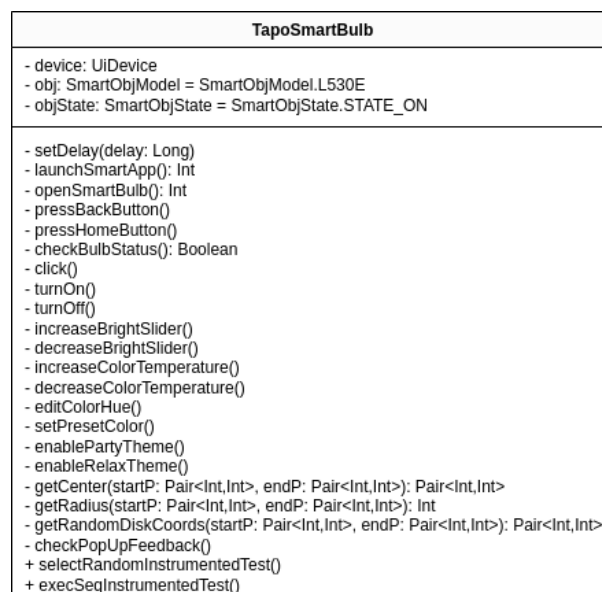 TapoSmartBulb
- device: UiDevice
- obj: SmartObjModel = SmartObjModel.L530E
- objState: SmartObjState = SmartObjState.STATE_ON
- setDelay(delay: Long)
- launchSmartApp(): Int
- openSmartBulb(): Int
- pressBackButton()
- pressHomeButton()
- checkBulbStatus(): Boolean
- click()
- turnOn()
- turnOff()
- increaseBrightSlider()
- decreaseBrightSlider()
- increaseColorTemperature()
- decreaseColorTemperature()
- editColorHue()
- setPresetColor()
- enablePartyTheme()
- enableRelaxTheme()
- getCenter(startP: Pair<Int,Int>, endP: Pair<Int,Int>): Pair<Int,Int>
- getRadius(startP: Pair<Int,Int>, endP: Pair<Int,Int>): Int
- getRandomDiskCoords(startP: Pair<Int,Int>, endP: Pair<Int,Int>): Pair<Int,Int>
- checkPopUpFeedback()
+ selectRandomInstrumentedTest()
+ execSeqInstrumentedTest()